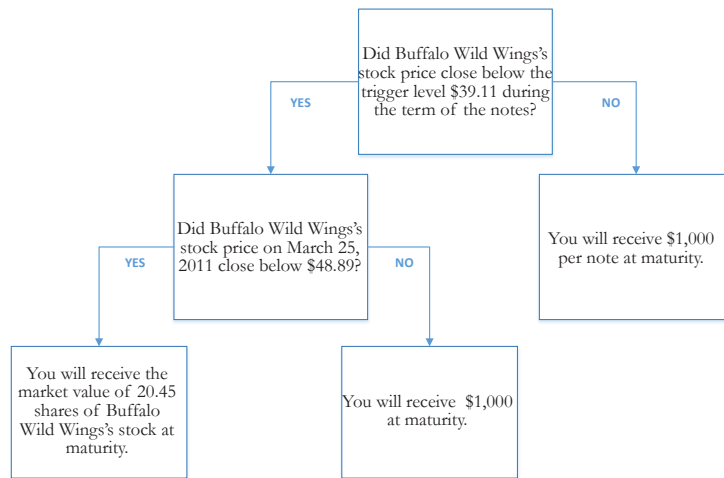 Did Buffalo Wild Wings's
stock price close below the
trigger level $39.11 during
the term of the notes?
YES
NO
Did Buffalo Wild Wings's
stock price on March 25,
2011 close below $48.89?
You will receive $1,000
per note at maturity.
YES
NO
You will receive the
market value of 20.45
shares of Buffalo
Wild Wings's stock at
maturity.
You will receive $1,000
at maturity.